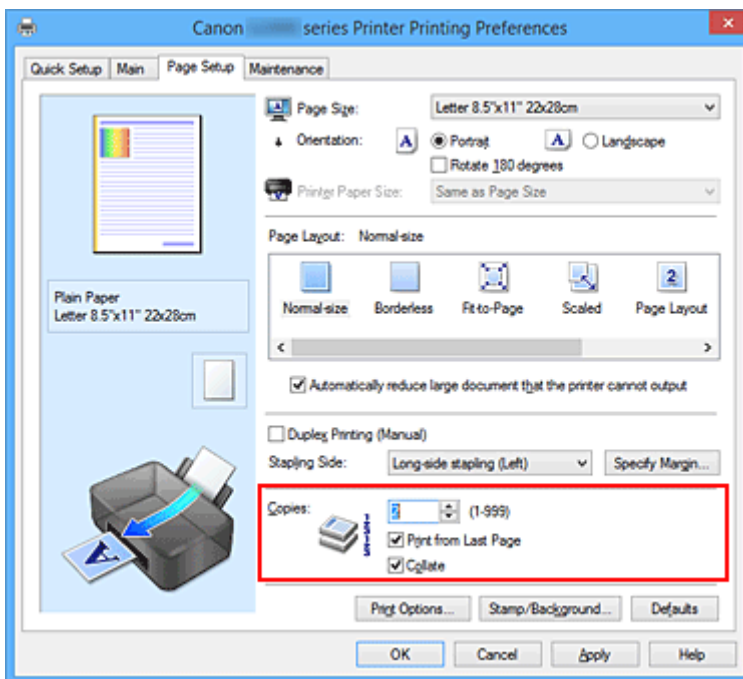 Canon series Printer Printing Preferences
Quick Setup Main Page Setup Maintenance
Page Size: Letter 8.5"x11" 22x28cm
Orientation: A Portrait A Landscape
Rotate 180 degrees
Printer Paper Size: Same as Page Size
Page Layout: Normal-size
2
Normal-size Borderless Fit-to-Page Scaled Page Layout
Plain Paper
Letter 8.5"x11" 22x28cm
Automatically reduce large document that the printer cannot output
Duplex Printing (Manual)
Stapling Side: Long-side stapling (Left) Specify Margin...
Copies: 2 (1-999)
Print from Last Page
Collate
A
Print Options... Stamp/Background... Defaults
OK Cancel Apply Help